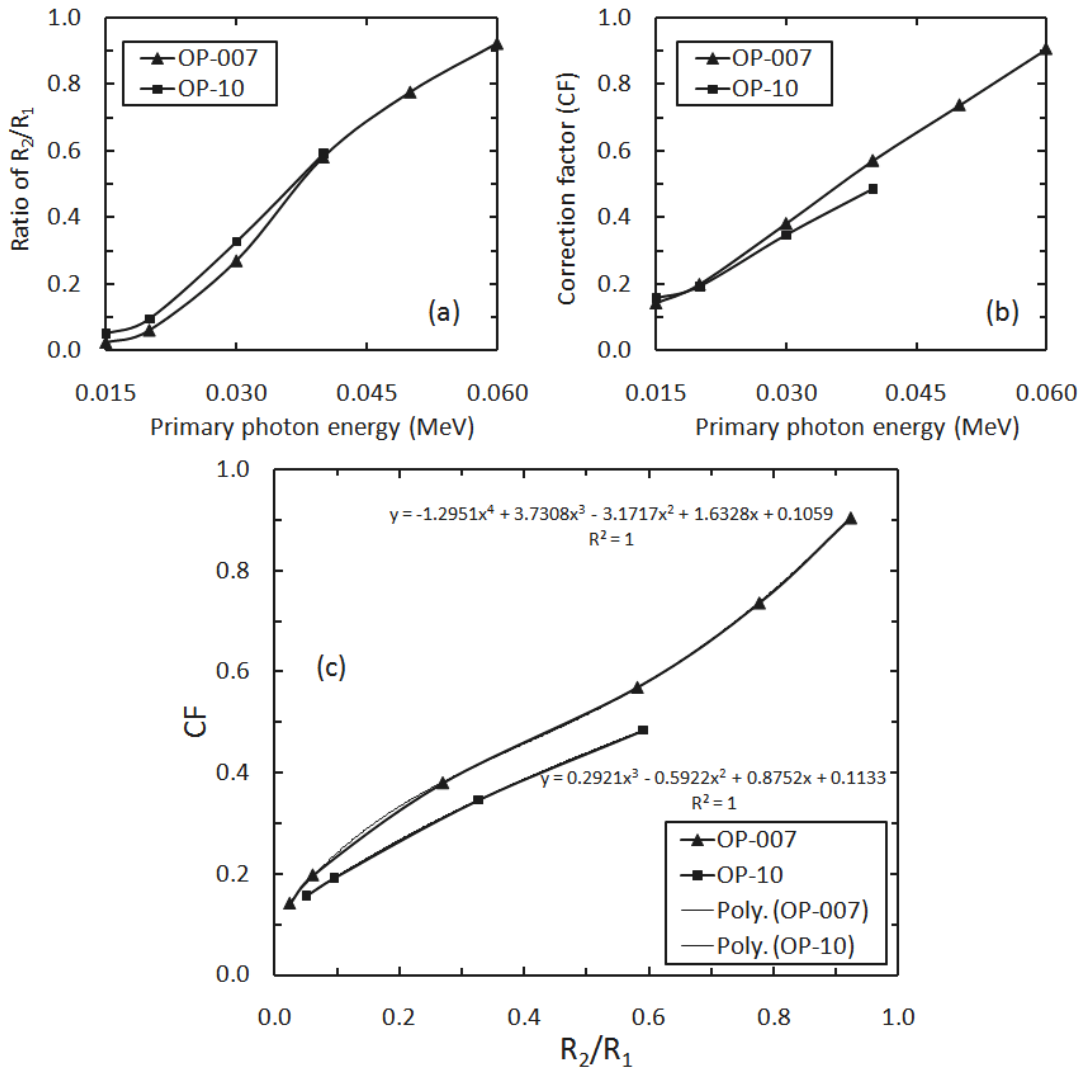 1.0
0.8
0.6
0.4
0.2
0.0
Ratio of R₂/R₁
OP-007
OP-10
(a)
0.015 0.030 0.045 0.060
Primary photon energy (MeV)
1.0
0.8
0.6
0.4
0.2
0.0
Correction factor (CF)
OP-007
OP-10
(b)
0.015 0.030 0.045 0.060
Primary photon energy (MeV)
1.0
0.8
0.6
0.4
0.2
0.0
CF
y = -1.2951x⁴ + 3.7308x³ - 3.1717x² + 1.6328x + 0.1059
R² = 1
(c)
y = 0.2921x³ - 0.5922x² + 0.8752x + 0.1133
R² = 1
OP-007
OP-10
Poly. (OP-007)
Poly. (OP-10)
0.0 0.2 0.4 0.6 0.8 1.0
R₂/R₁